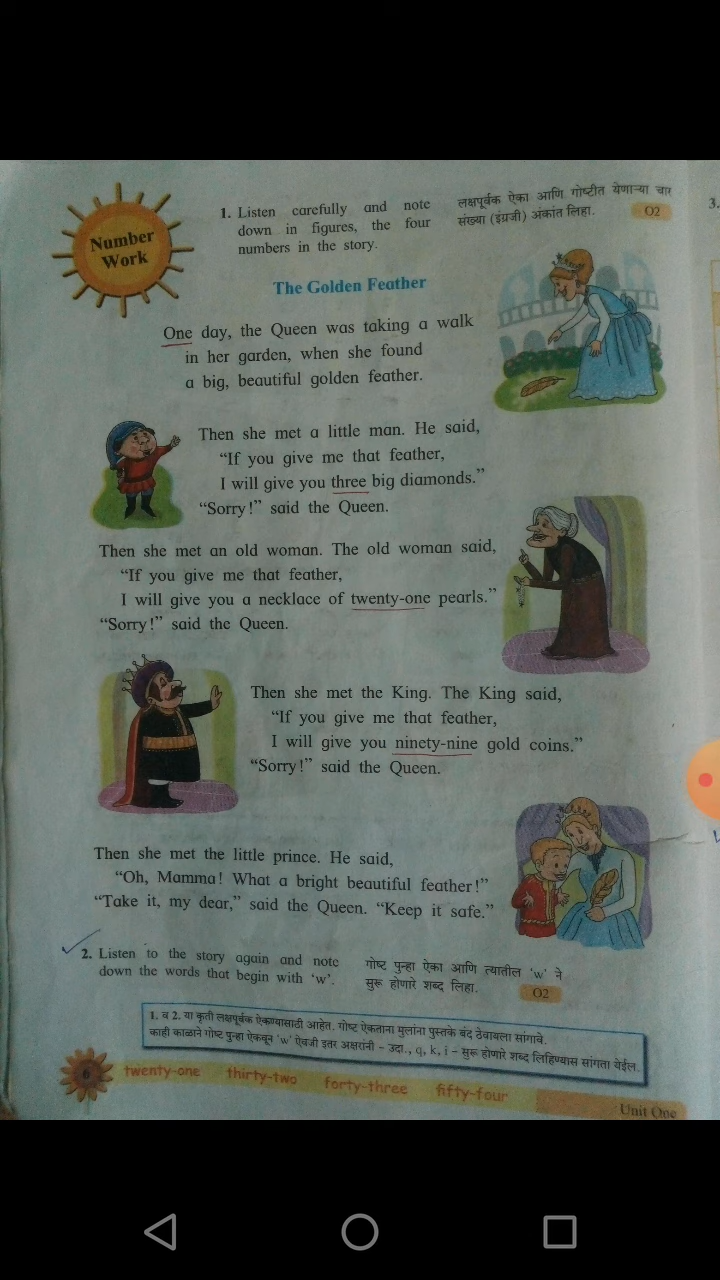 Number
Work
1. Listen carefully and note
down in figures, the four
numbers in the story.
लक्षपूर्वक ऐका आणि गोष्टीत येणाऱ्या चार
संख्या (इंग्रजी) अंकांत लिहा.
O2
3.
The Golden Feather
One day, the Queen was taking a walk
in her garden, when she found
a big, beautiful golden feather.
Then she met a little man. He said,
“If you give me that feather,
I will give you three big diamonds.”
“Sorry!” said the Queen.
Then she met an old woman. The old woman said,
“If you give me that feather,
I will give you a necklace of twenty-one pearls.”
“Sorry!” said the Queen.
Then she met the King. The King said,
“If you give me that feather,
I will give you ninety-nine gold coins.”
“Sorry!” said the Queen.
Then she met the little prince. He said,
“Oh, Mamma! What a bright beautiful feather!”
“Take it, my dear,” said the Queen. “Keep it safe.”
2. Listen to the story again and note
down the words that begin with ‘w’.
गोष्ट पुन्हा ऐका आणि त्यातील ‘w’ ने
सुरू होणारे शब्द लिहा.
O2
1. व 2. या कृती लक्षपूर्वक ऐकण्यासाठी आहेत. गोष्ट ऐकताना मुलांना पुस्तके बंद ठेवायला सांगावे.
काही काळाने गोष्ट पुन्हा ऐकवून ‘w’ ऐवजी इतर अक्षरांनी – उदा., q, k, i – सुरू होणारे शब्द लिहिण्यास सांगता येईल.
6
twenty-one thirty-two forty-three fifty-four
Unit One